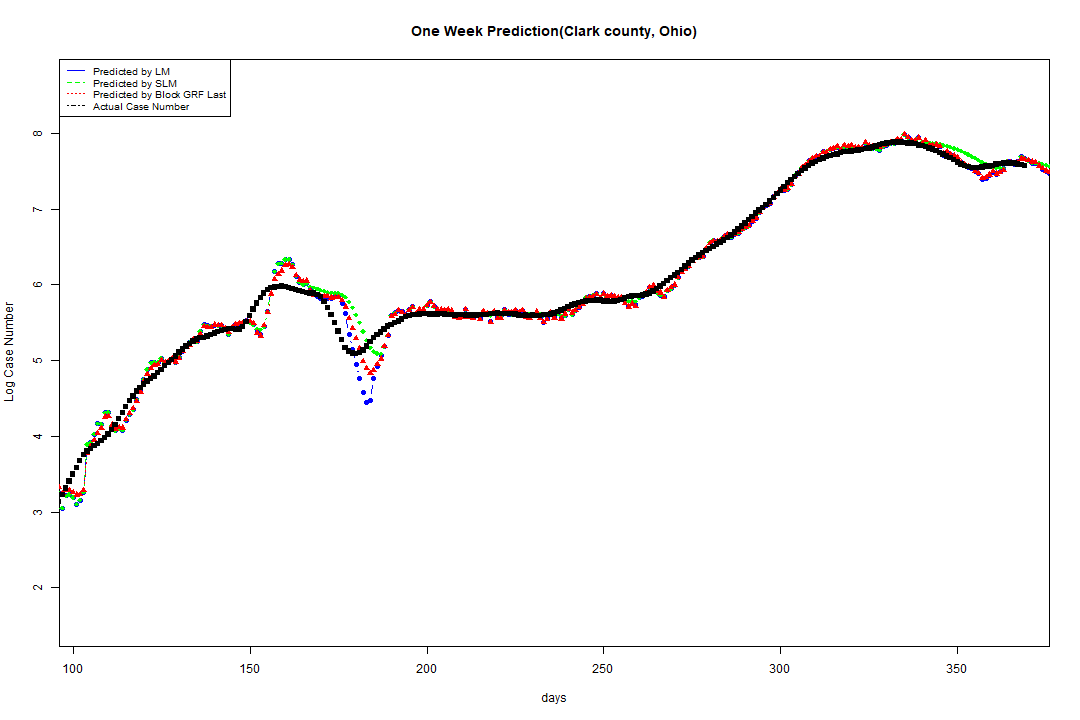 One Week Prediction(Clark county, Ohio)
Predicted by LM
Predicted by SLM
Predicted by Block GRF Last
Actual Case Number
8
7
6
5
4
3
2
Log Case Number
100 150 200 250 300 350
days